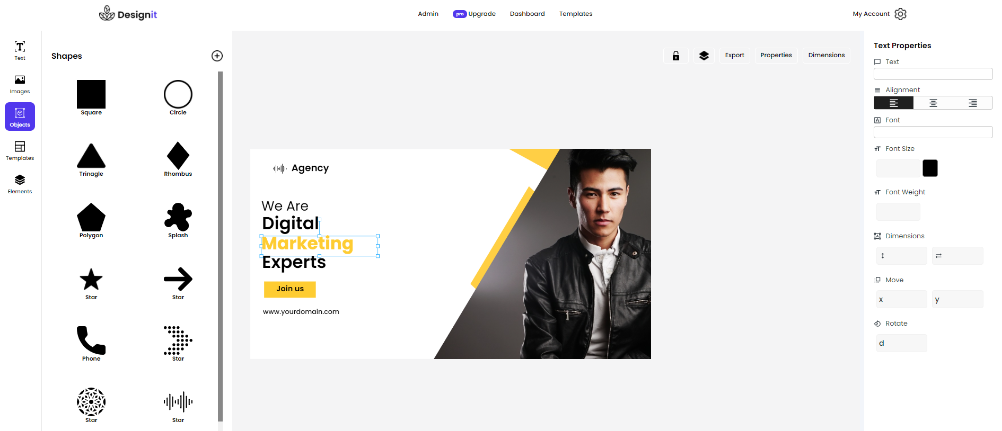 Designit
Admin
pro Upgrade
Dashboard
Templates
My Account
Text
Images
Objects
Templates
Elements
Shapes
Square
Circle
Trinagle
Rhombus
Polygon
Splash
Star
Star
Phone
Star
Star
Star
Export
Properties
Dimensions
Agency
We Are
Digital
Marketing
Experts
Join us
www.yourdomain.com
Text Properties
Text
Alignment
Font
Font Size
Font Weight
Dimensions
Move
x
y
Rotate
d